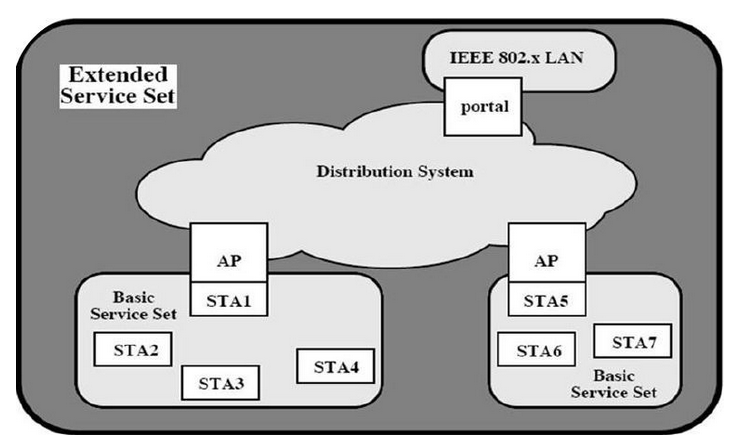 Extended
Service Set
IEEE 802.x LAN
portal
Distribution System
AP
STA1
Basic
Service Set
STA2
STA3
STA4
AP
STA5
STA6
STA7
Basic
Service Set